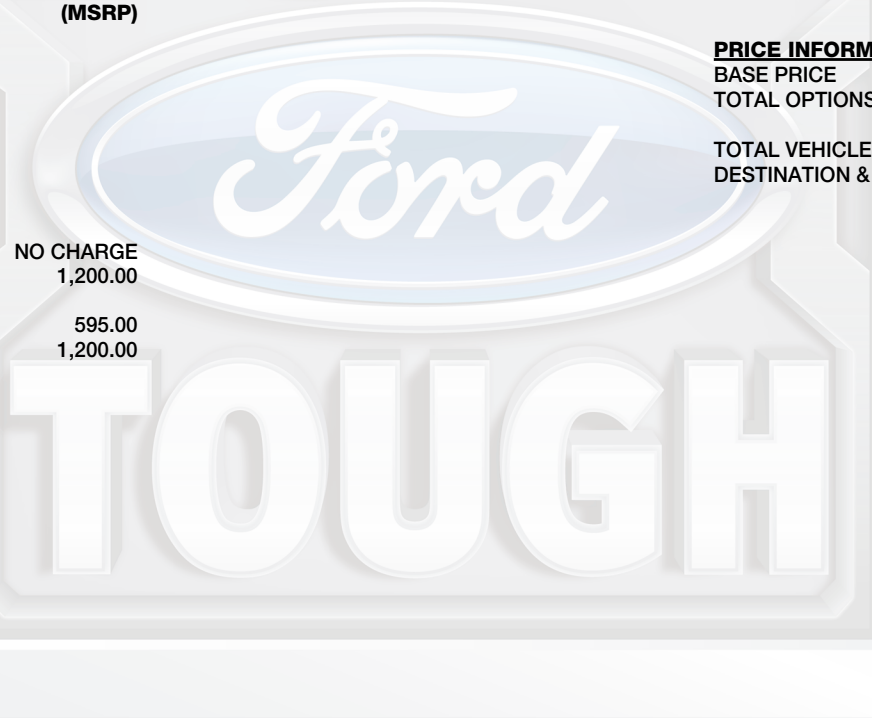 (MSRP)
NO CHARGE
1,200.00
595.00
1,200.00
PRICE INFORM
BASE PRICE
TOTAL OPTIONS
TOTAL VEHICLE
DESTINATION &
Ford
TOUGH